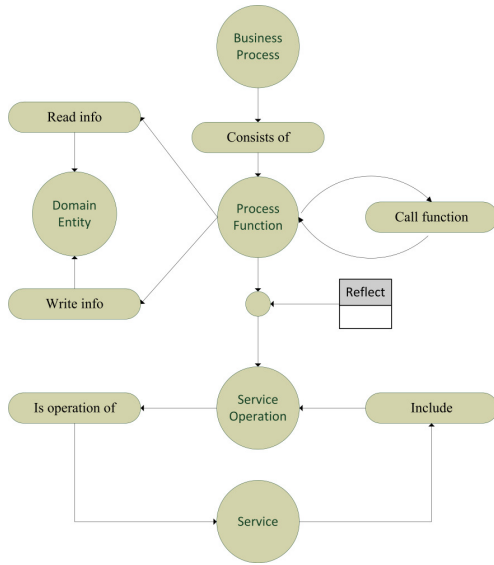 Business
Process
Consists of
Read info
Domain
Entity
Write info
Process
Function
Call function
Reflect
Service
Operation
Is operation of
Include
Service